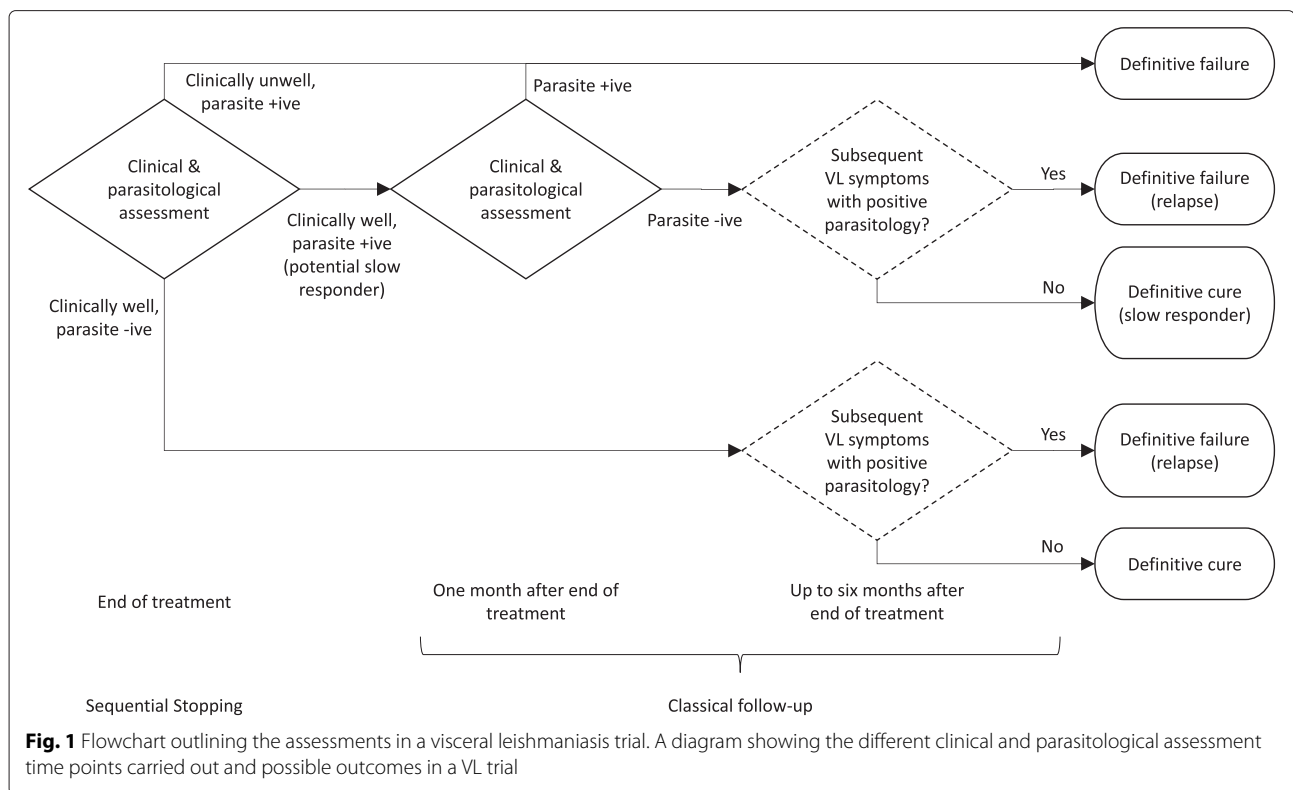 Definitive failure
Clinically unwell,
parasite +ive
Parasite +ive
Clinical &
parasitological
assessment
Clinical &
parasitological
assessment
Subsequent
VL symptoms
with positive
parasitology?
Yes
Definitive failure
(relapse)
Clinically well,
parasite +ive
(potential slow
responder)
Parasite -ive
No
Definitive cure
(slow responder)
Clinically well,
parasite -ive
Subsequent
VL symptoms
with positive
parasitology?
Yes
Definitive failure
(relapse)
No
Definitive cure
End of treatment
One month after end of
treatment
Up to six months after
end of treatment
Sequential Stopping
Classical follow-up
Fig. 1 Flowchart outlining the assessments in a visceral leishmaniasis trial. A diagram showing the different clinical and parasitological assessment
time points carried out and possible outcomes in a VL trial